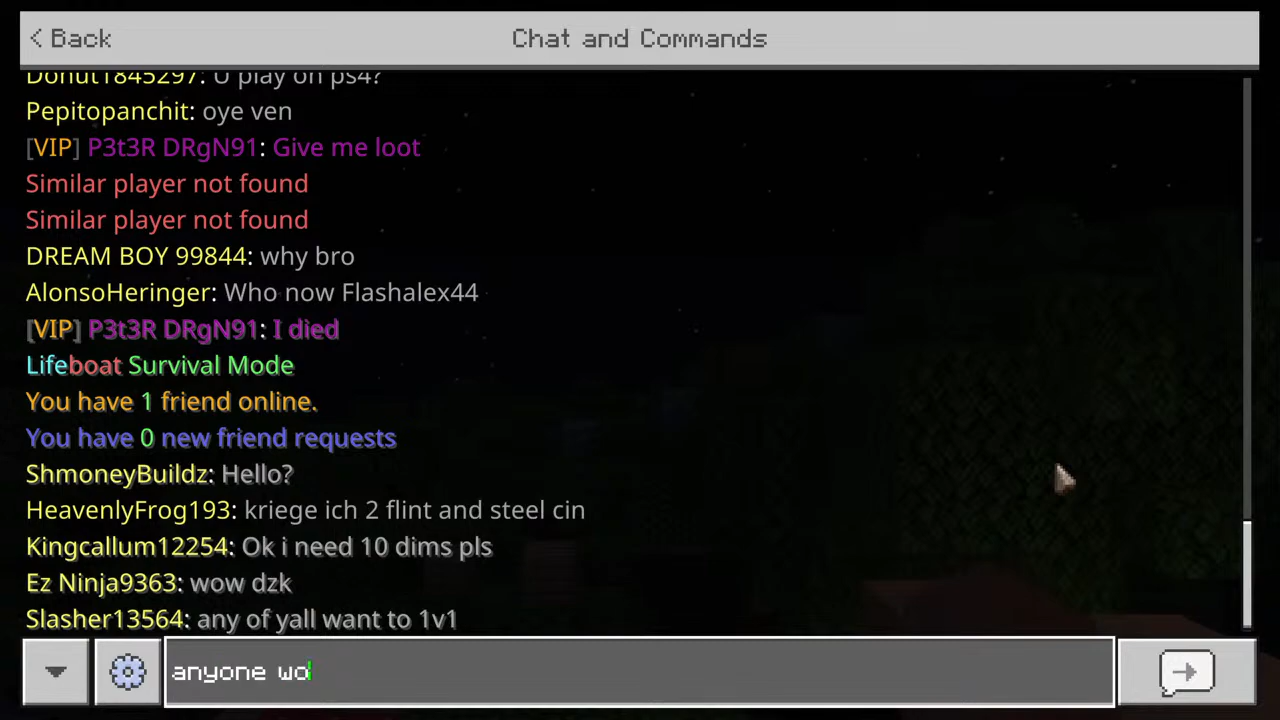 < Back
Chat and Commands
Donut1845297: U play on ps4?
Pepitopanchit: oye ven
[VIP] P3t3R DRgN91: Give me loot
Similar player not found
Similar player not found
DREAM BOY 99844: why bro
AlonsoHeringer: Who now Flashalex44
[VIP] P3t3R DRgN91: I died
Lifeboat Survival Mode
You have 1 friend online.
You have 0 new friend requests
ShmoneyBuildz: Hello?
HeavenlyFrog193: kriege ich 2 flint and steel cin
Kingcallum12254: Ok i need 10 dims pls
Ez Ninja9363: wow dzk
Slasher13564: any of yall want to 1v1
anyone wo